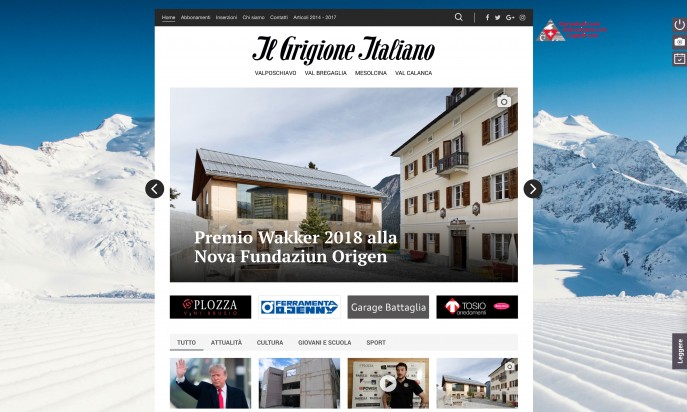 Home Abbonamenti Inserzioni Chi siamo Contatti Articoli 2014 - 2017
Il Grigione Italiano
VALPOSCHIAVO VAL BREGAGLIA MESOLCINA VAL CALANCA
Premio Wakker 2018 alla
Nova Fundaziun Origen
PLOZZA
VINI BRUSIO
FERRAMENTA
D.JENNY
Garage Battaglia
TOSIO
arredamenti
TUTTO ATTUALITÀ CULTURA GIOVANI E SCUOLA SPORT
Leggere